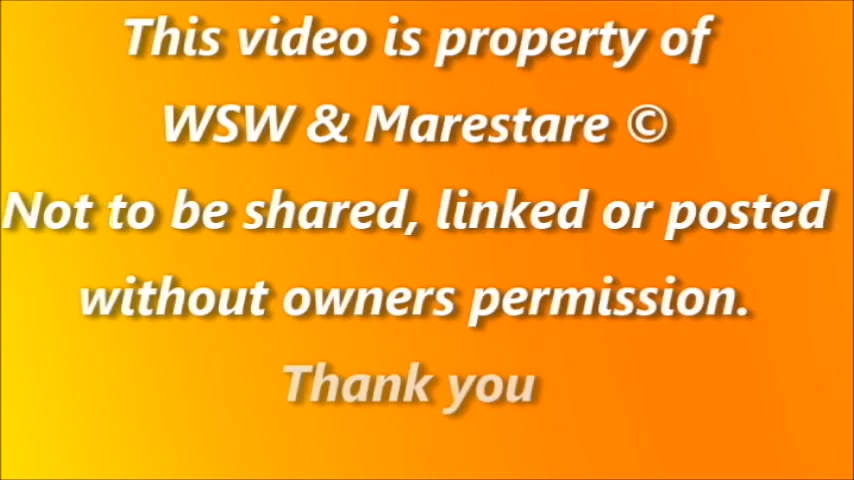 This video is property of
WSW & Marestare ©
Not to be shared, linked or posted
without owners permission.
Thank you